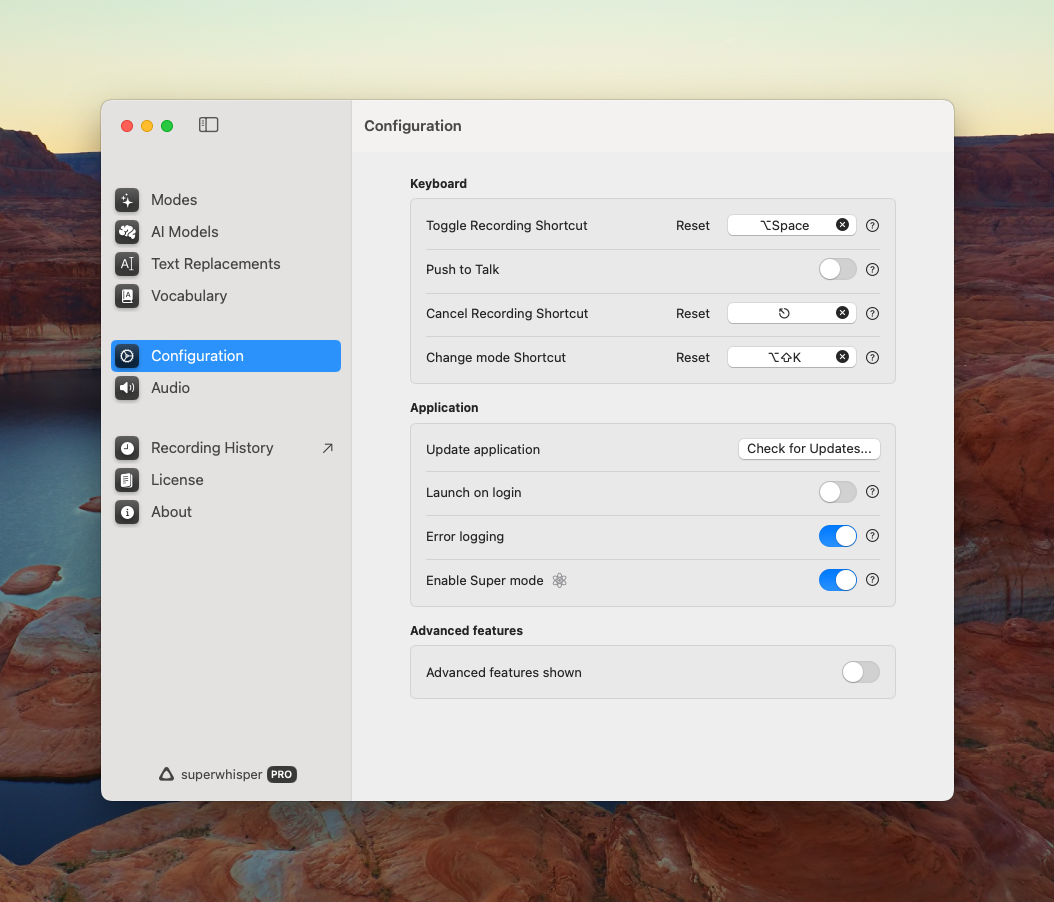 Configuration
Modes
AI Models
Text Replacements
Vocabulary
Configuration
Audio
Recording History
License
About
superwhisper PRO
Keyboard
Toggle Recording Shortcut Reset ⌥Space
Push to Talk
Cancel Recording Shortcut Reset ⎋
Change mode Shortcut Reset ⌥⇧K
Application
Update application Check for Updates...
Launch on login
Error logging
Enable Super mode
Advanced features
Advanced features shown